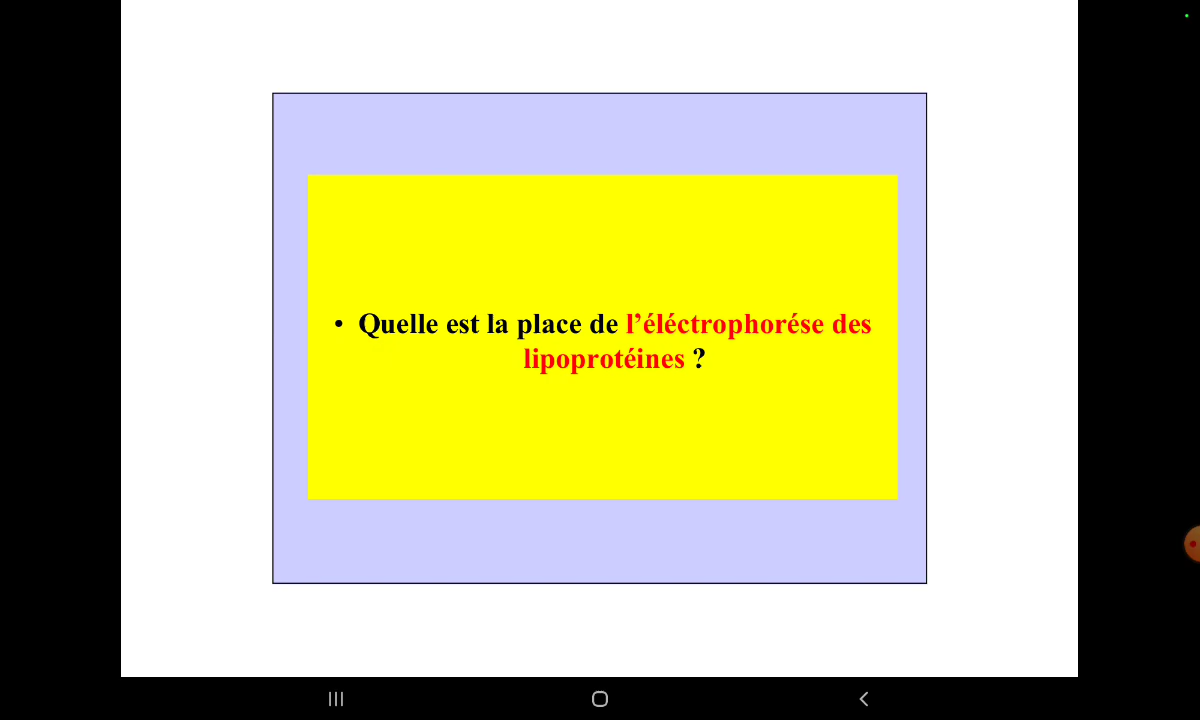 • Quelle est la place de l’éléctrophorése des
lipoprotéines ?